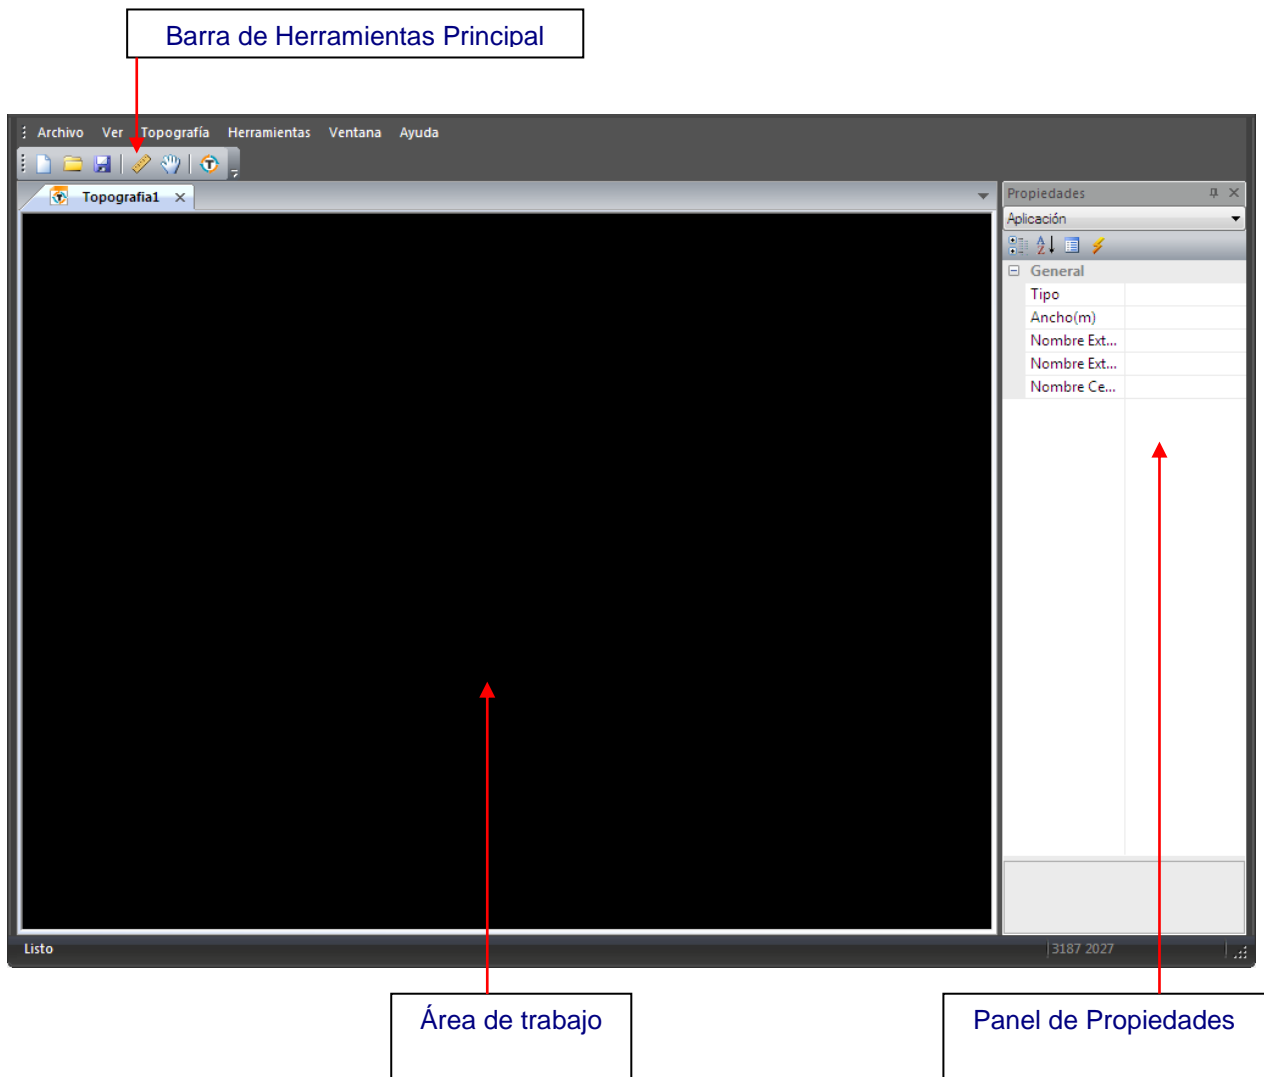 Barra de Herramientas Principal
Archivo Ver Topografía Herramientas Ventana Ayuda
Topografia1
Propiedades
Aplicación
General
Tipo
Ancho(m)
Nombre Ext...
Nombre Ext...
Nombre Ce...
Listo
3187 2027
Área de trabajo
Panel de Propiedades